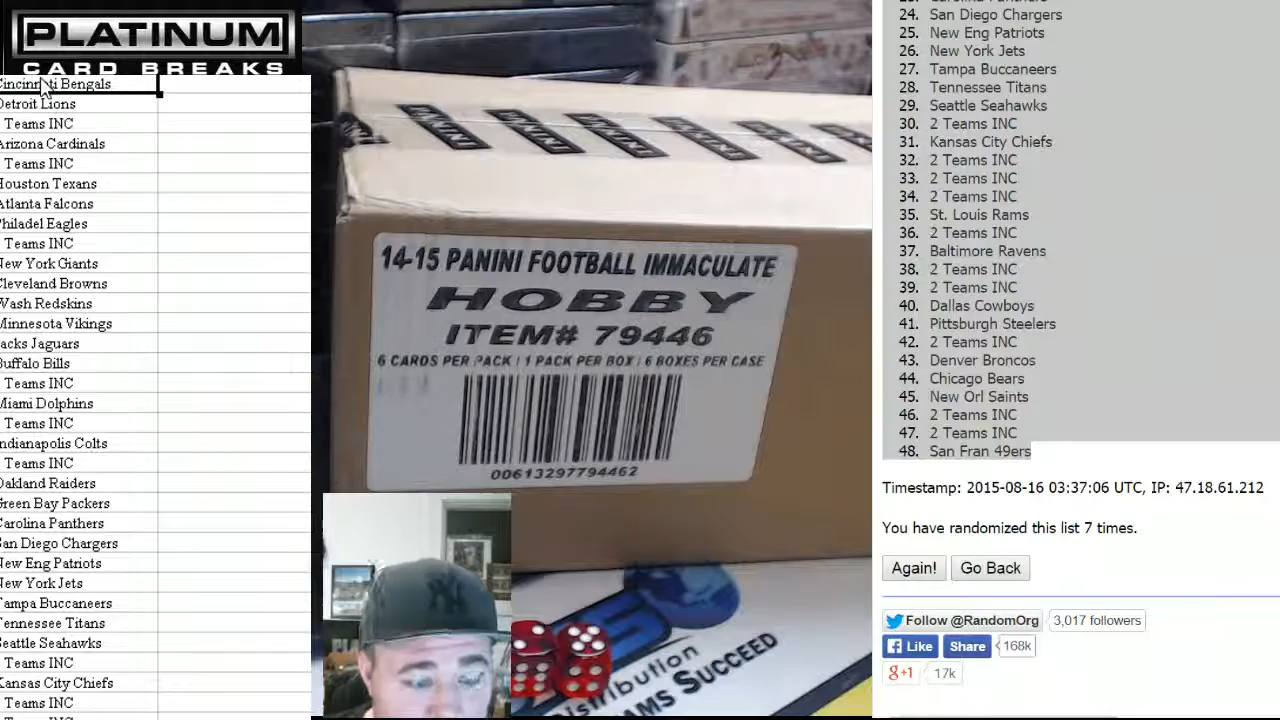 PLATINUM
CARD BREAKS
Cincinnati Bengals
Detroit Lions
Teams INC
Arizona Cardinals
Teams INC
Houston Texans
Atlanta Falcons
Philadel Eagles
Teams INC
New York Giants
Cleveland Browns
Wash Redskins
Minnesota Vikings
Jacks Jaguars
Buffalo Bills
Teams INC
Miami Dolphins
Teams INC
Indianapolis Colts
Teams INC
Oakland Raiders
Green Bay Packers
Carolina Panthers
San Diego Chargers
New Eng Patriots
New York Jets
Tampa Buccaneers
Tennessee Titans
Seattle Seahawks
Teams INC
Kansas City Chiefs
Teams INC
PANINI PANINI PANINI PANINI PANINI
14-15 PANINI FOOTBALL IMMACULATE
HOBBY
ITEM# 79446
6 CARDS PER PACK / 1 PACK PER BOX / 6 BOXES PER CASE
00613297794462
Distribution
SUCCEED
24. San Diego Chargers
25. New Eng Patriots
26. New York Jets
27. Tampa Buccaneers
28. Tennessee Titans
29. Seattle Seahawks
30. 2 Teams INC
31. Kansas City Chiefs
32. 2 Teams INC
33. 2 Teams INC
34. 2 Teams INC
35. St. Louis Rams
36. 2 Teams INC
37. Baltimore Ravens
38. 2 Teams INC
39. 2 Teams INC
40. Dallas Cowboys
41. Pittsburgh Steelers
42. 2 Teams INC
43. Denver Broncos
44. Chicago Bears
45. New Orl Saints
46. 2 Teams INC
47. 2 Teams INC
48. San Fran 49ers
Timestamp: 2015-08-16 03:37:06 UTC, IP: 47.18.61.212
You have randomized this list 7 times.
Again! Go Back
Follow @RandomOrg 3,017 followers
Like Share 168k
g+1 17k